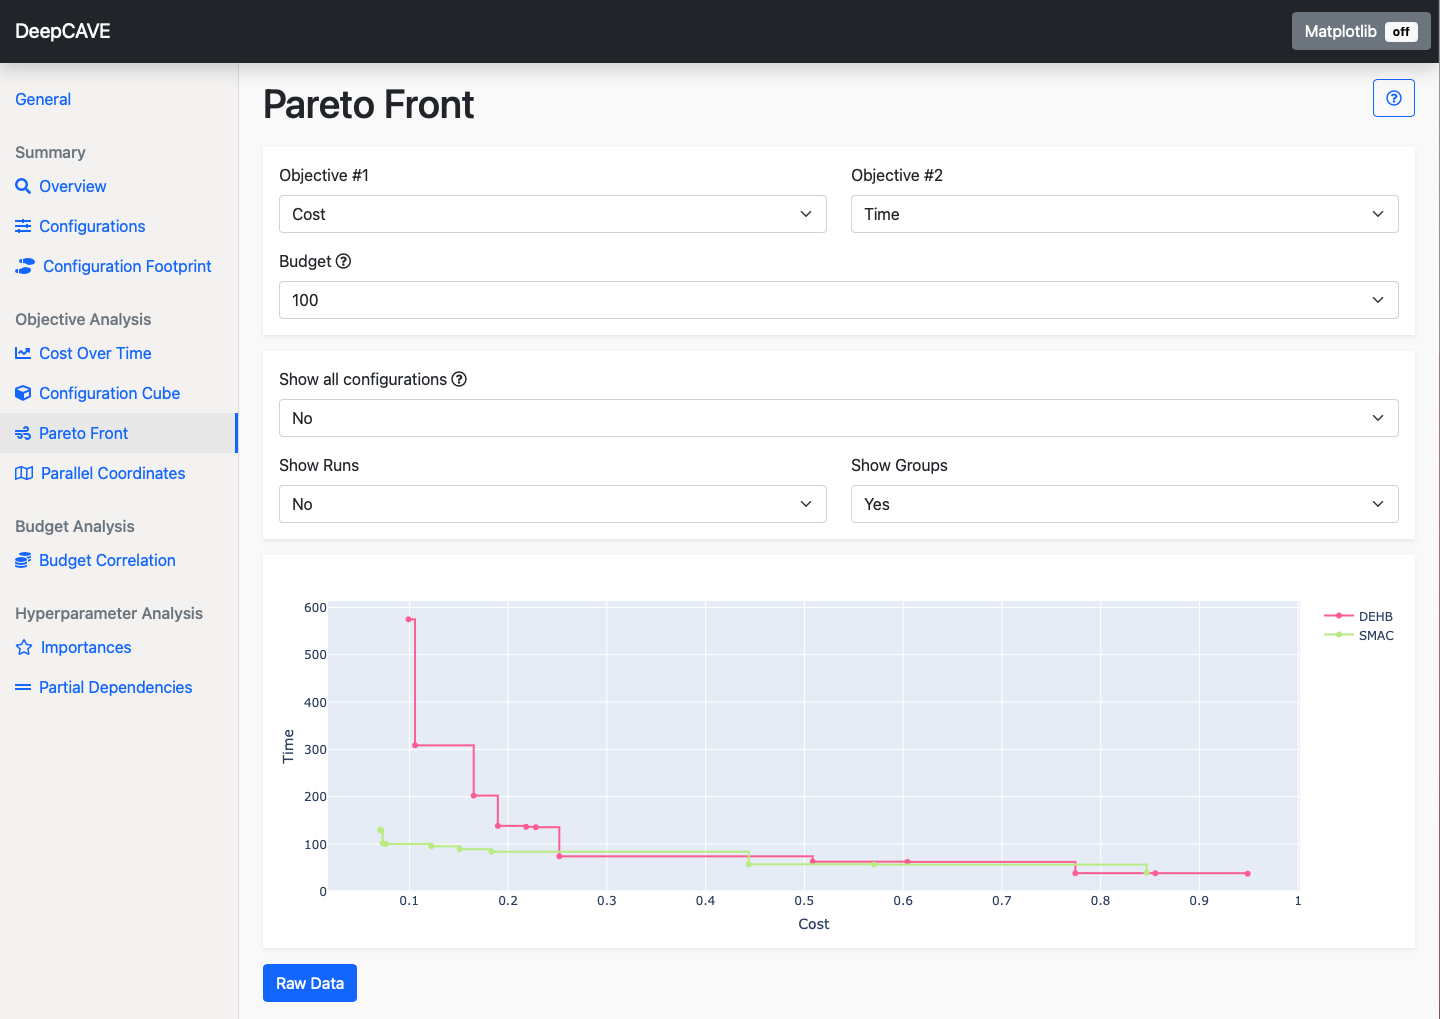 DeepCAVE
Matplotlib off
General
Summary
Overview
Configurations
Configuration Footprint
Objective Analysis
Cost Over Time
Configuration Cube
Pareto Front
Parallel Coordinates
Budget Analysis
Budget Correlation
Hyperparameter Analysis
Importances
Partial Dependencies
Pareto Front
Objective #1
Objective #2
Cost
Time
Budget
100
Show all configurations
No
Show Runs
Show Groups
No
Yes
600
500
400
300
200
100
0
Time
0.1 0.2 0.3 0.4 0.5 0.6 0.7 0.8 0.9 1
Cost
DEHB
SMAC
Raw Data